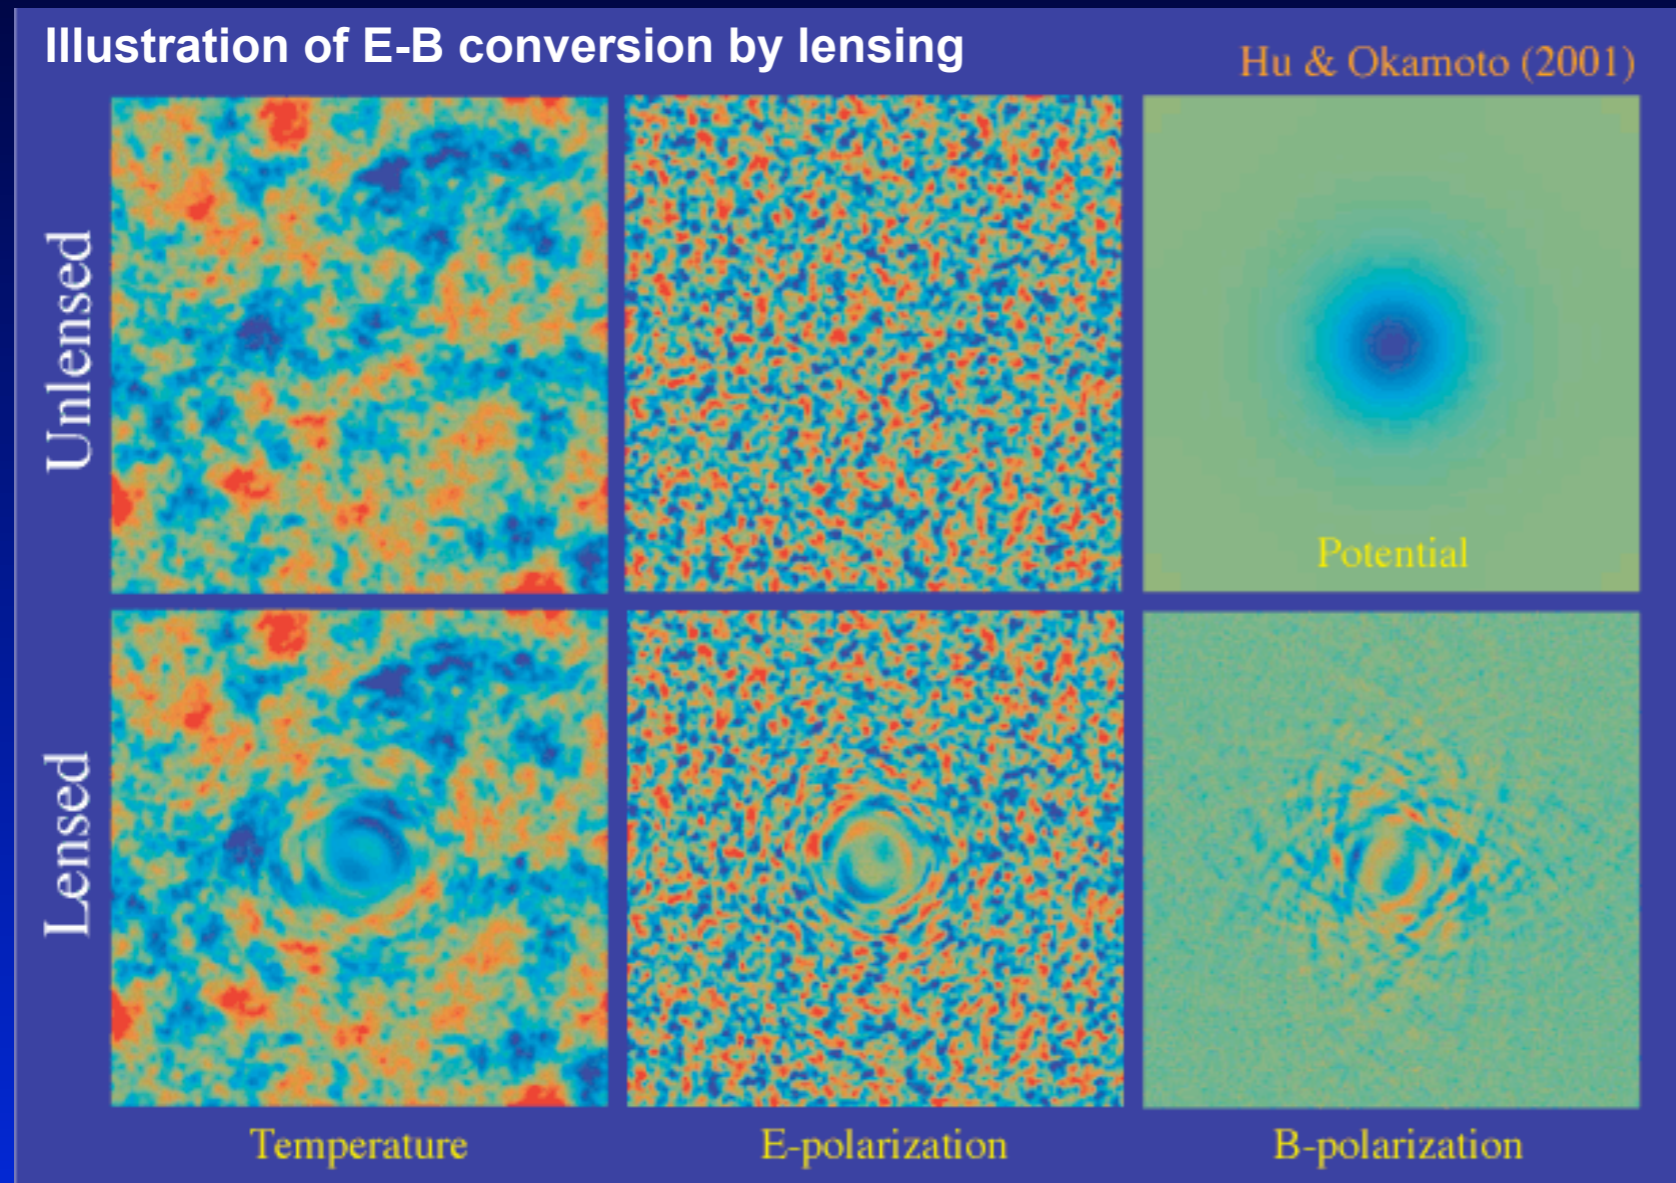 Illustration of E-B conversion by lensing
Hu & Okamoto (2001)
Unlensed
Potential
Lensed
Temperature
E-polarization
B-polarization